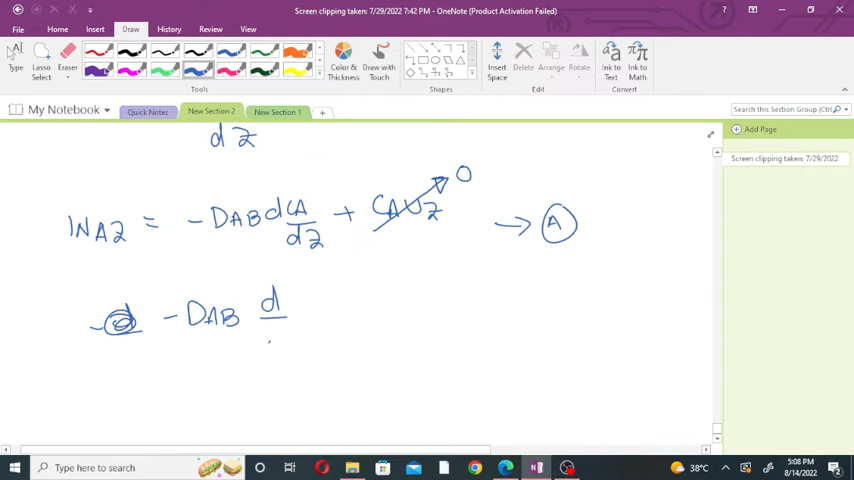 Screen clipping taken: 7/29/2022 7:42 PM - OneNote (Product Activation Failed)
File Home Insert Draw History Review View
Type Lasso Select Eraser Color & Thickness Draw with Touch Insert Space Delete Arrange Rotate Ink to Text Ink to Math
Tools Shapes Edit Convert
My Notebook Quick Notes New Section 2 New Section 1 Search this Section Group (Ctrl
Add Page
Screen clipping taken: 7/29/2022
dz
INAz = - DAB dCA/dz + CAUz 0 → A
- d - DAB d
Type here to search 38°C 5:08 PM
8/14/2022 2